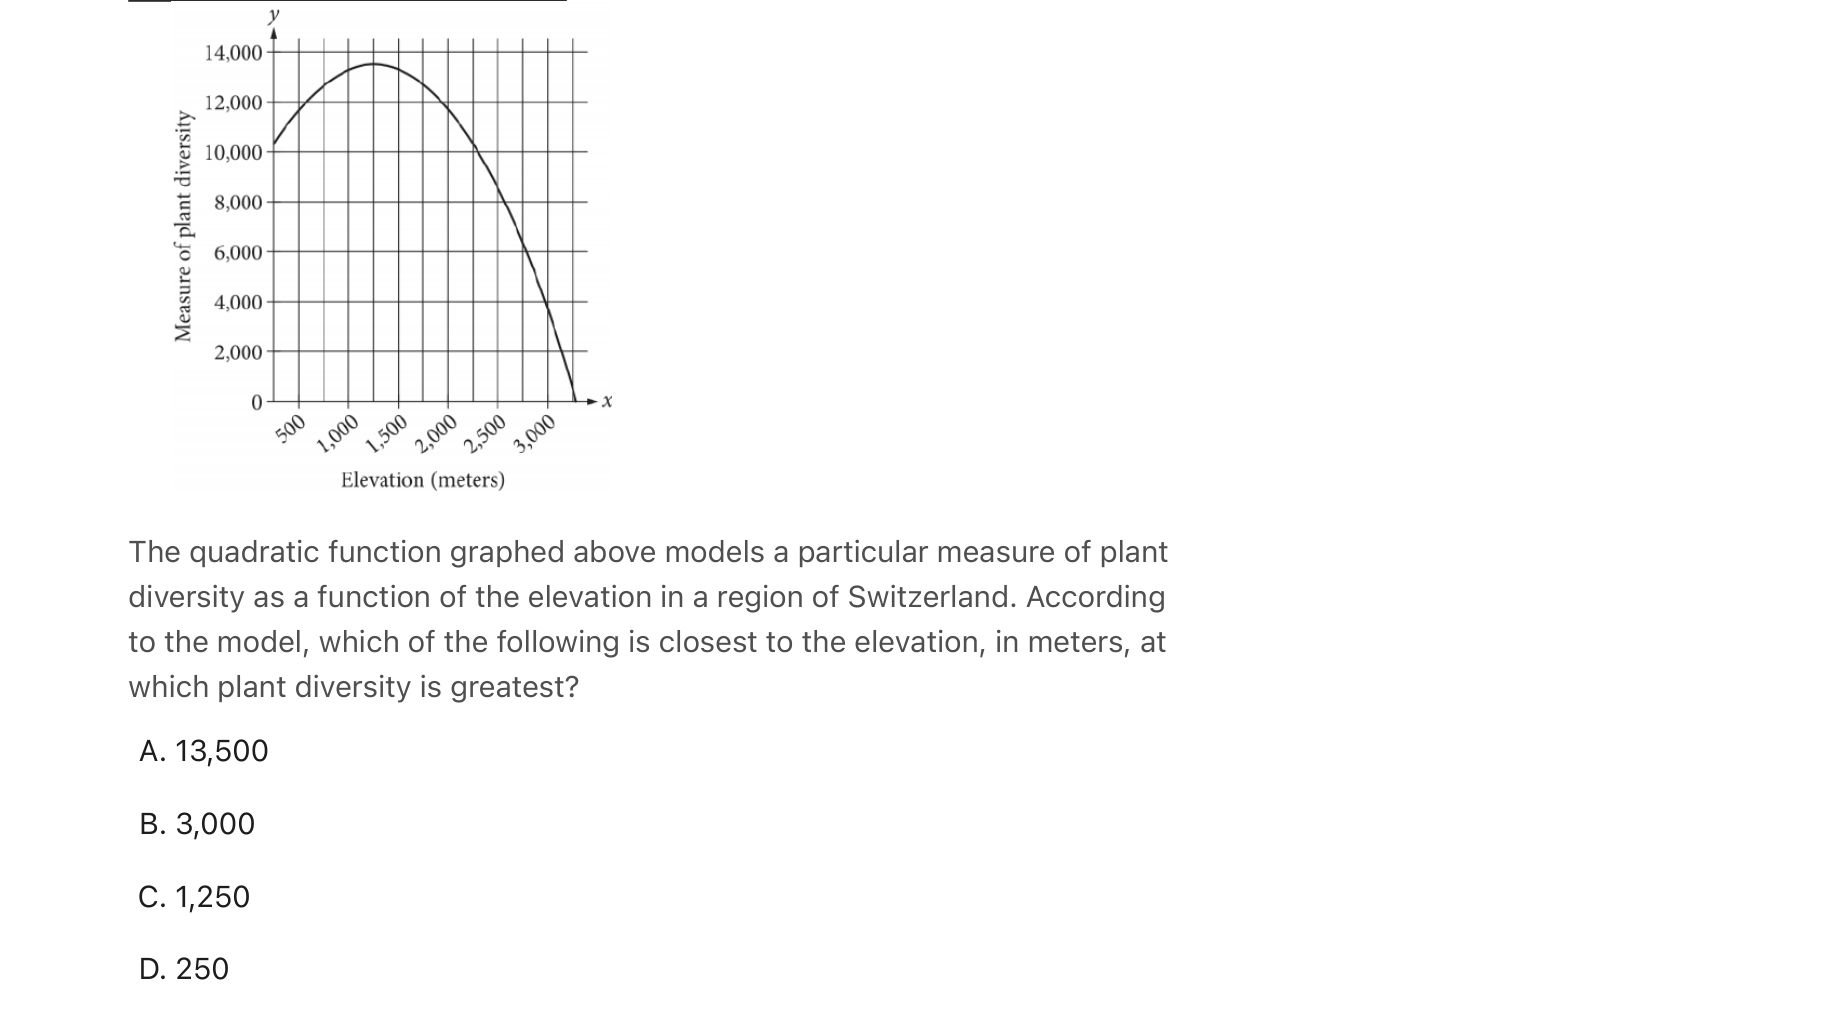 y
14,000
12,000
10,000
8,000
6,000
4,000
2,000
0
Measure of plant diversity
x
500
1,000
1,500
2,000
2,500
3,000
Elevation (meters)
The quadratic function graphed above models a particular measure of plant
diversity as a function of the elevation in a region of Switzerland. According
to the model, which of the following is closest to the elevation, in meters, at
which plant diversity is greatest?
A. 13,500
B. 3,000
C. 1,250
D. 250